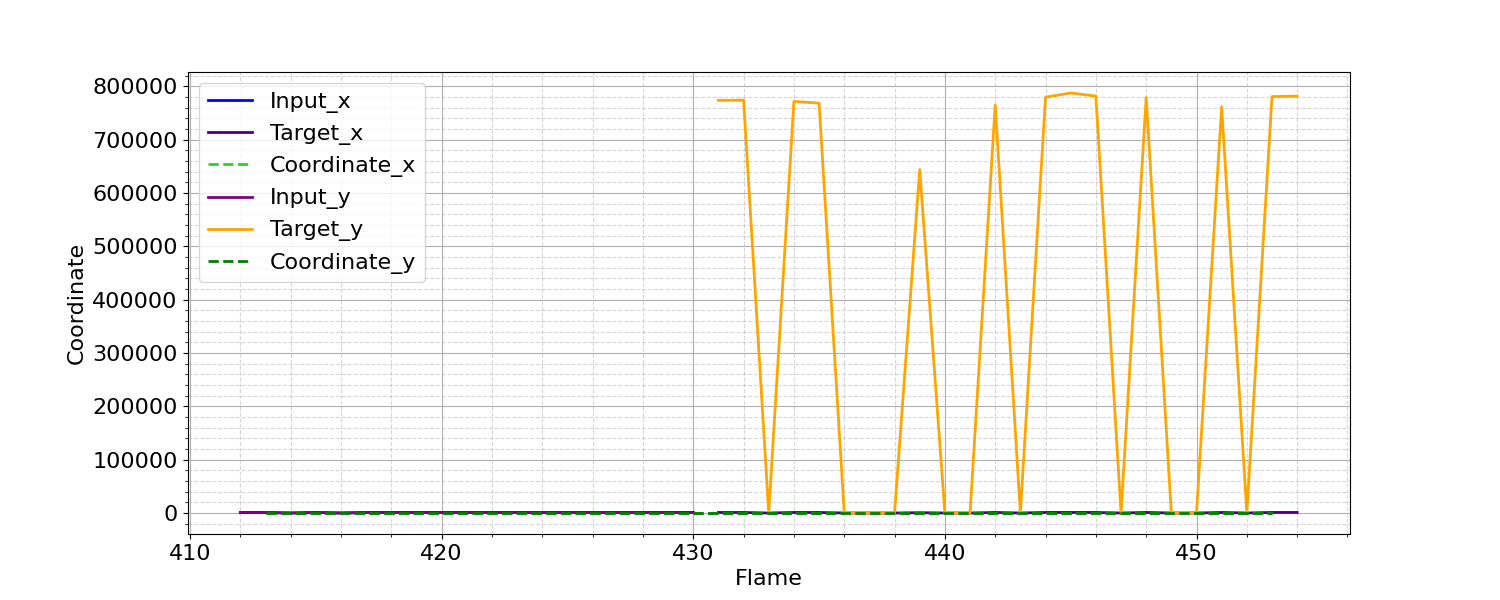 800000
700000
600000
500000
400000
300000
200000
100000
0
Coordinate
Input_x
Target_x
Coordinate_x
Input_y
Target_y
Coordinate_y
410
420
430
440
450
Flame